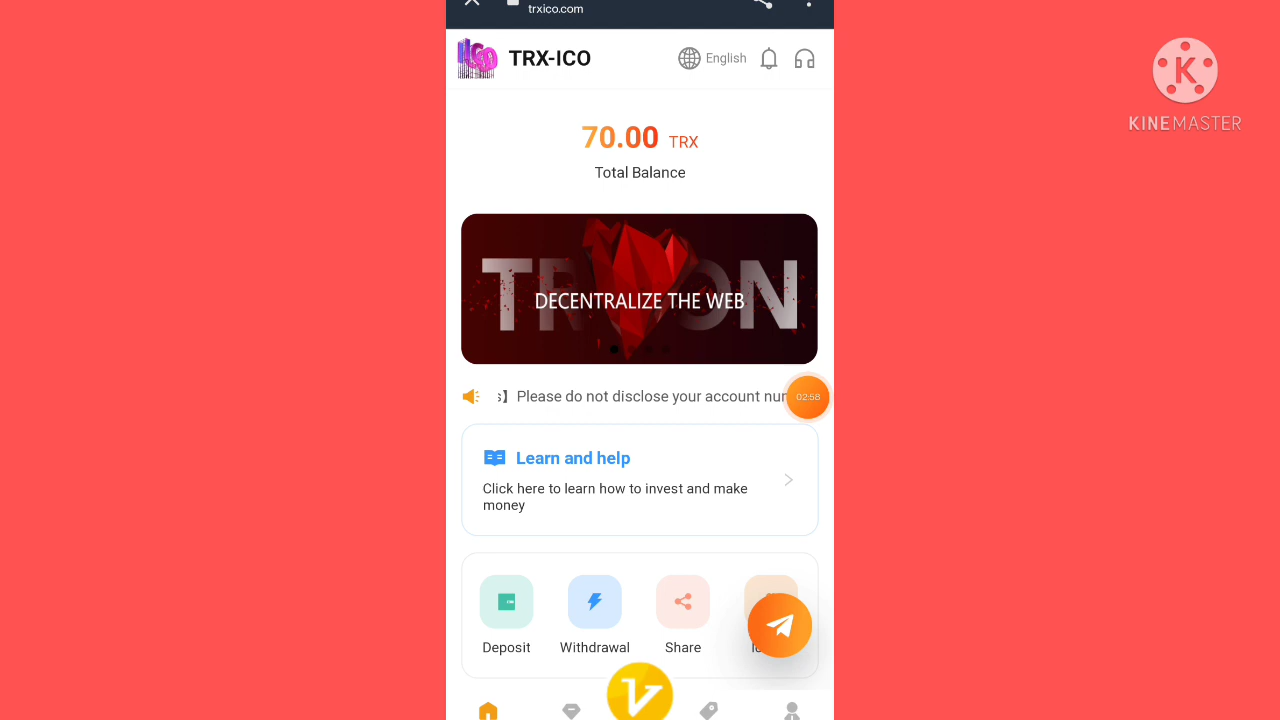 trxico.com
TRX-ICO
English
70.00 TRX
Total Balance
TRON
DECENTRALIZE THE WEB
s】 Please do not disclose your account
02:58
Learn and help
Click here to learn how to invest and make
money
Deposit
Withdrawal
Share
K
KINEMASTER